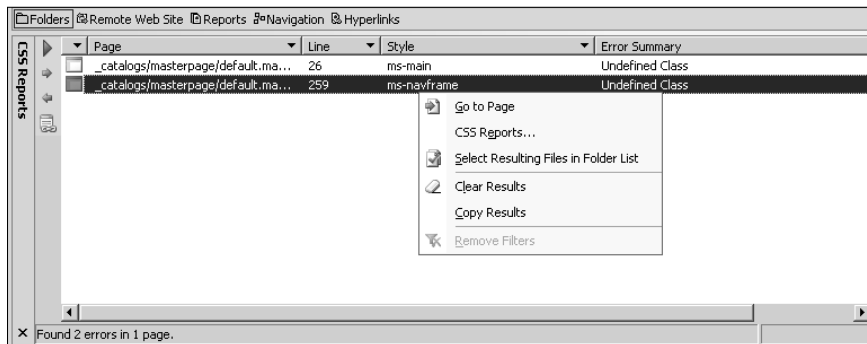 Folders Remote Web Site Reports Navigation Hyperlinks
CSS Reports
Page Line Style Error Summary
_catalogs/masterpage/default.ma... 26 ms-main Undefined Class
_catalogs/masterpage/default.ma... 259 ms-navframe Undefined Class
Go to Page
CSS Reports...
Select Resulting Files in Folder List
Clear Results
Copy Results
Remove Filters
Found 2 errors in 1 page.